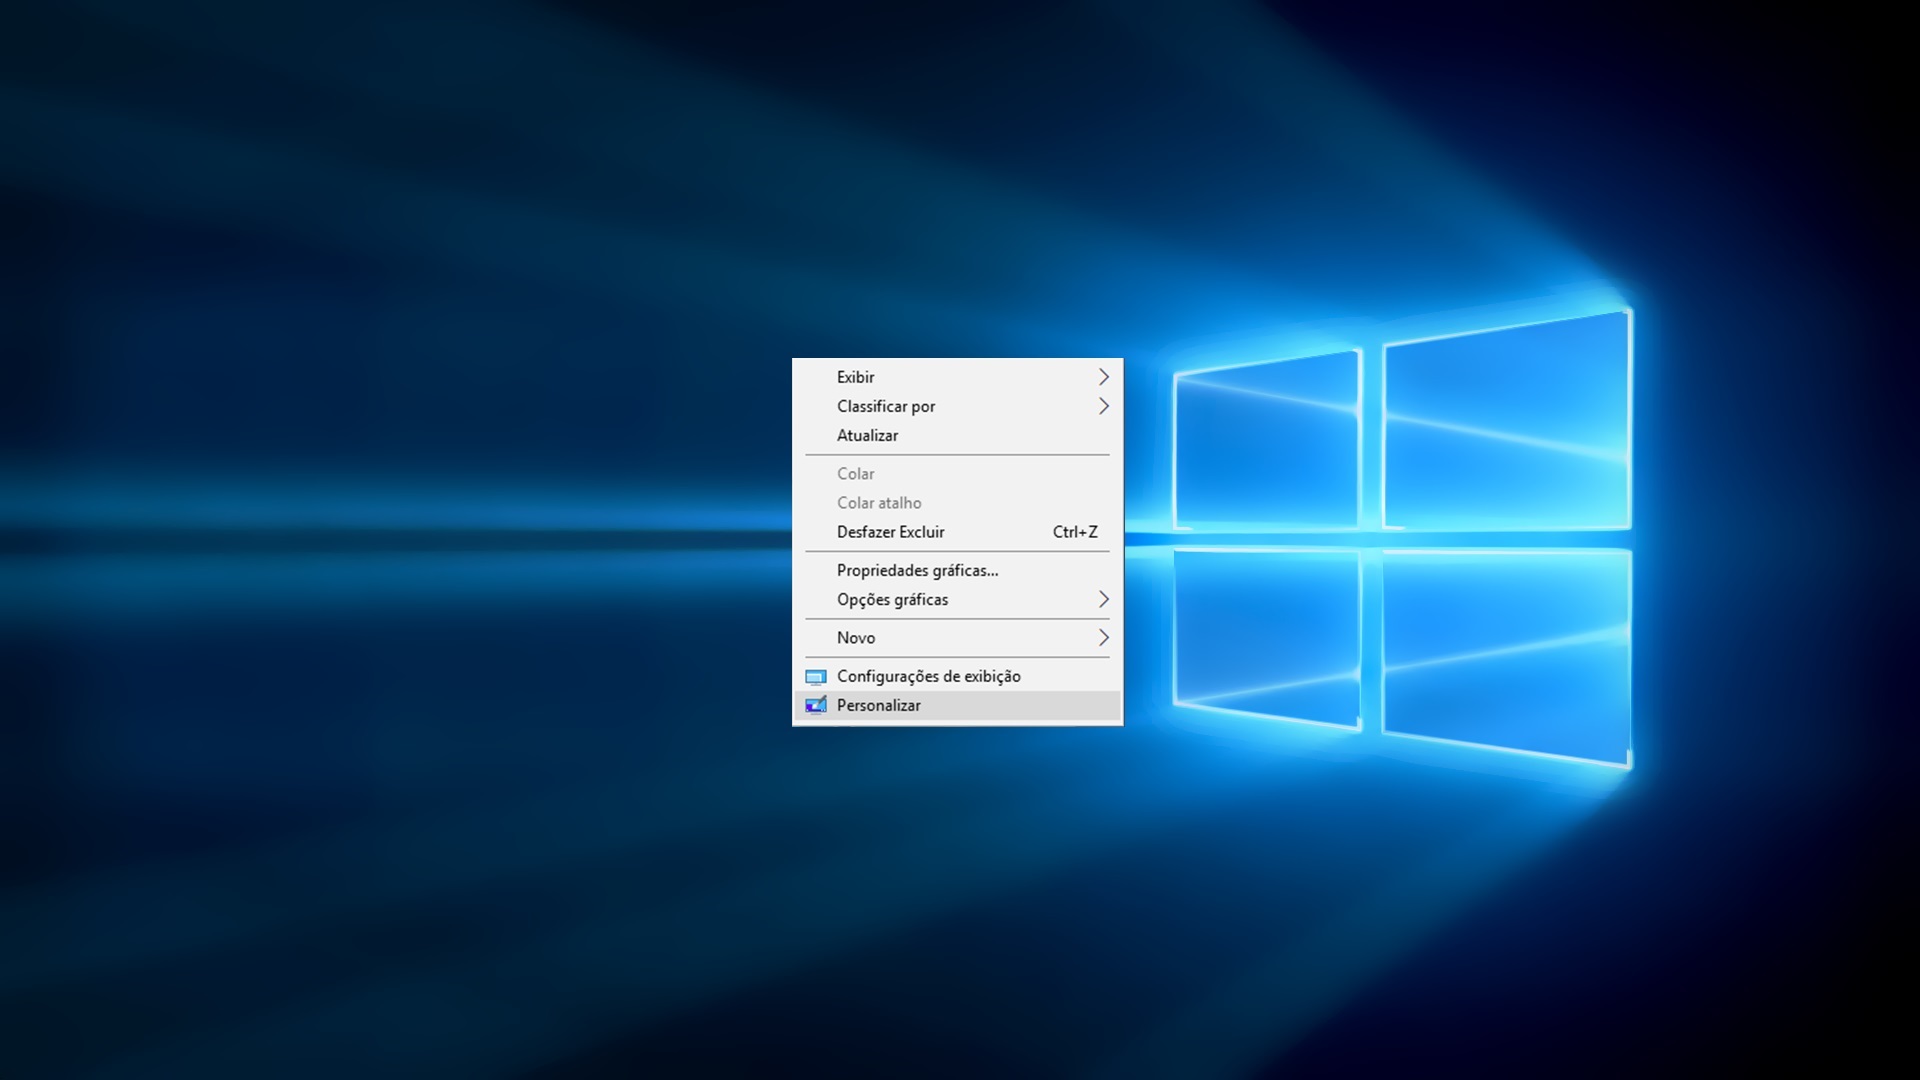 Exibir
Classificar por
Atualizar
Colar
Colar atalho
Desfazer Excluir Ctrl+Z
Propriedades gráficas...
Opções gráficas
Novo
Configurações de exibição
Personalizar